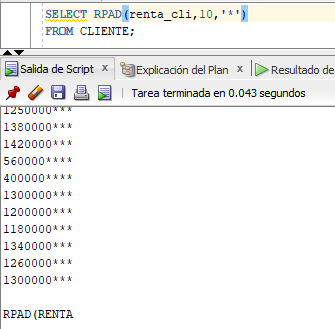 SELECT RPAD(renta_cli,10,'*')
FROM CLIENTE;
Salida de Script x Explicación del Plan x Resultado de
Tarea terminada en 0.043 segundos
1250000***
1380000***
1420000***
560000****
400000****
1300000***
1200000***
1180000***
1340000***
1260000***
1300000***
RPAD(RENTA